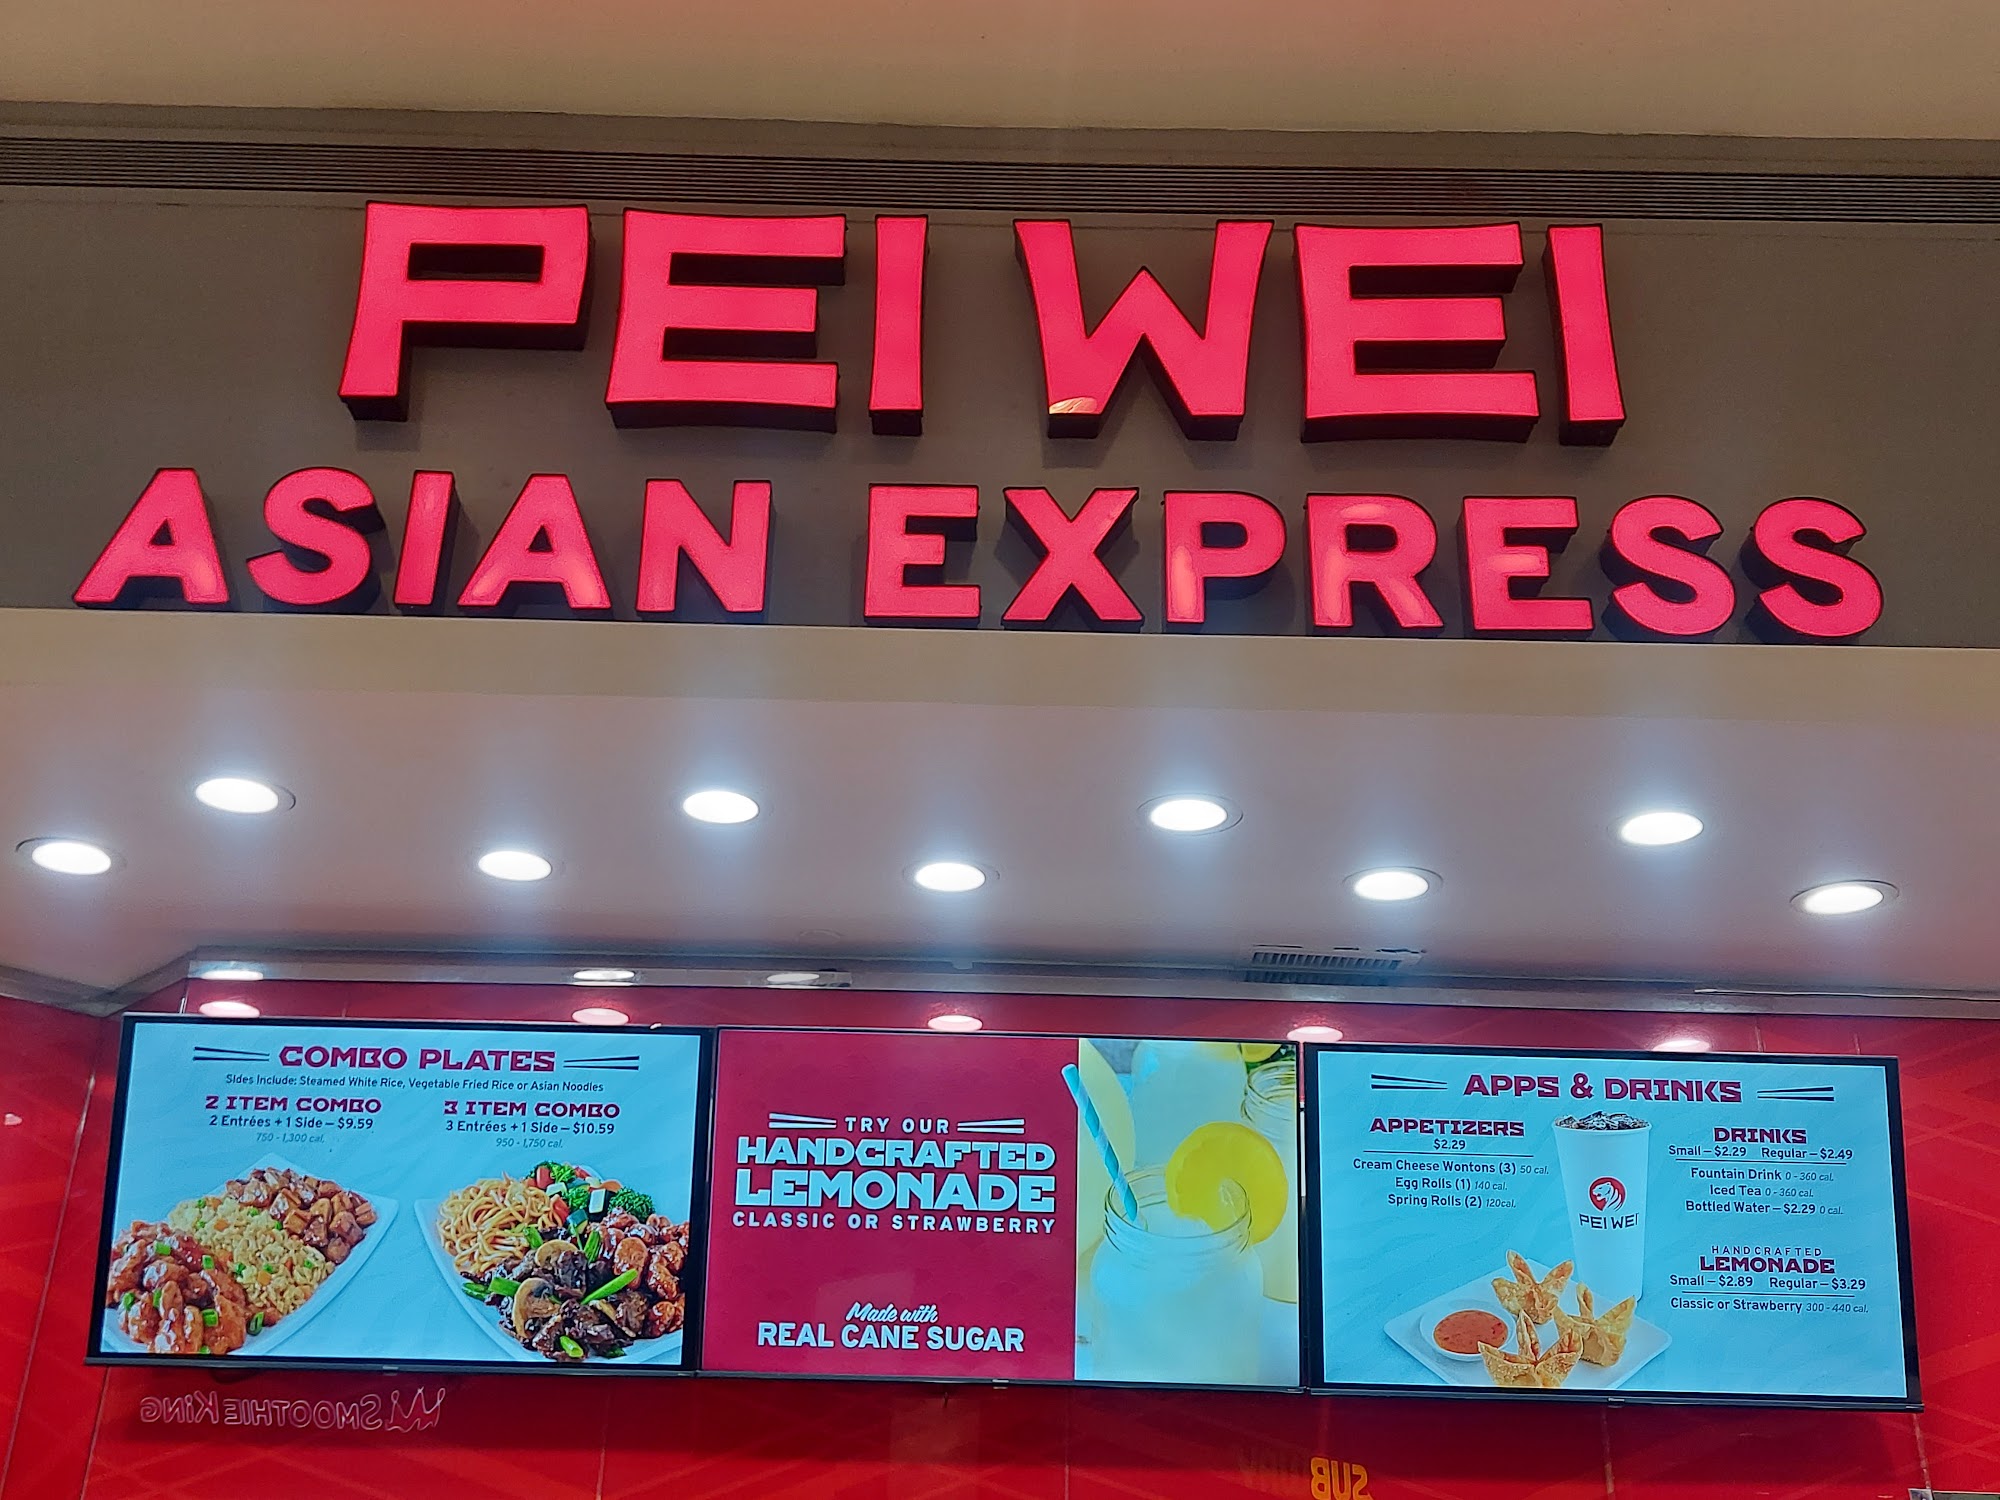 PEI WEI
ASIAN EXPRESS
COMBO PLATES
Sides Include: Steamed White Rice, Vegetable Fried Rice or Asian Noodles
2 ITEM COMBO
2 Entrées + 1 Side — $9.59
750 - 1,300 cal.
3 ITEM COMBO
3 Entrées + 1 Side — $10.59
950 - 1,750 cal.
TRY OUR
HANDCRAFTED
LEMONADE
CLASSIC OR STRAWBERRY
Made with
REAL CANE SUGAR
APPS & DRINKS
APPETIZERS
$2.29
Cream Cheese Wontons (3) 50 cal.
Egg Rolls (1) 140 cal.
Spring Rolls (2) 120cal.
PEI WEI
DRINKS
Small — $2.29 Regular — $2.49
Fountain Drink 0 - 360 cal.
Iced Tea 0 - 360 cal.
Bottled Water — $2.29 0 cal.
HANDCRAFTED
LEMONADE
Small — $2.89 Regular — $3.29
Classic or Strawberry 300 - 440 cal.
SMOOTHIE KING
SUBWAY